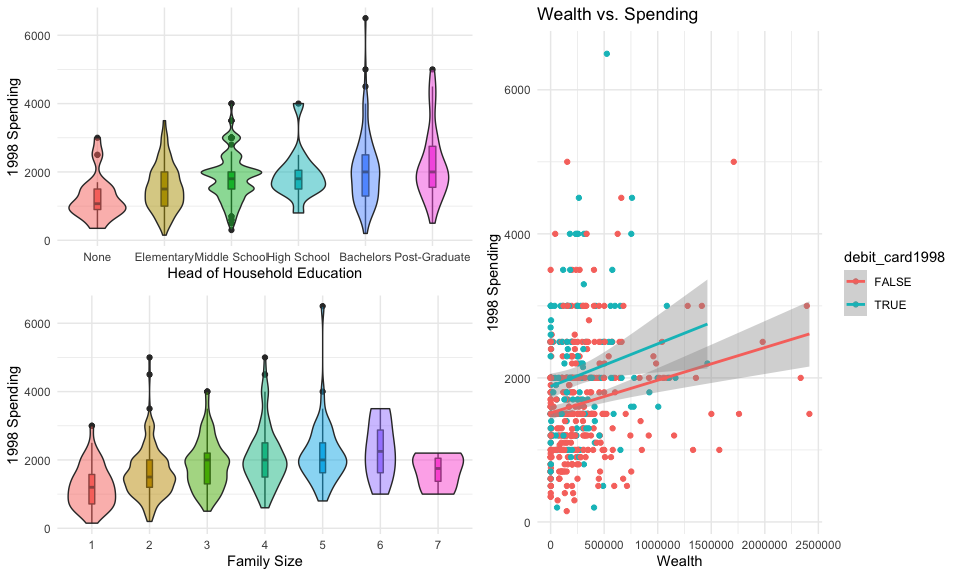 6000
4000
2000
0
1998 Spending
None
Elementary
Middle School
High School
Bachelors
Post-Graduate
Head of Household Education
6000
4000
2000
0
1998 Spending
1
2
3
4
5
6
7
Family Size
Wealth vs. Spending
6000
4000
2000
0
1998 Spending
0
500000
1000000
1500000
2000000
2500000
Wealth
debit_card1998
FALSE
TRUE